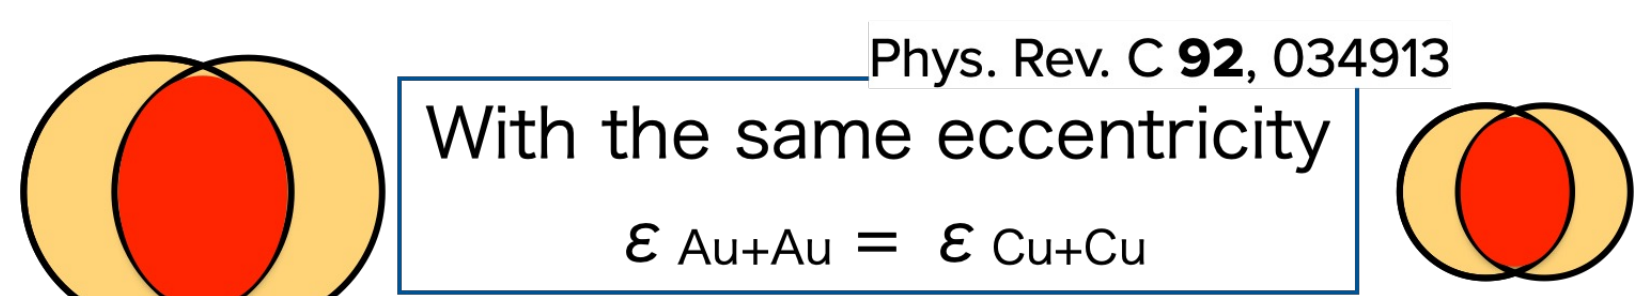 Phys. Rev. C 92, 034913
With the same eccentricity
ε Au+Au = ε Cu+Cu